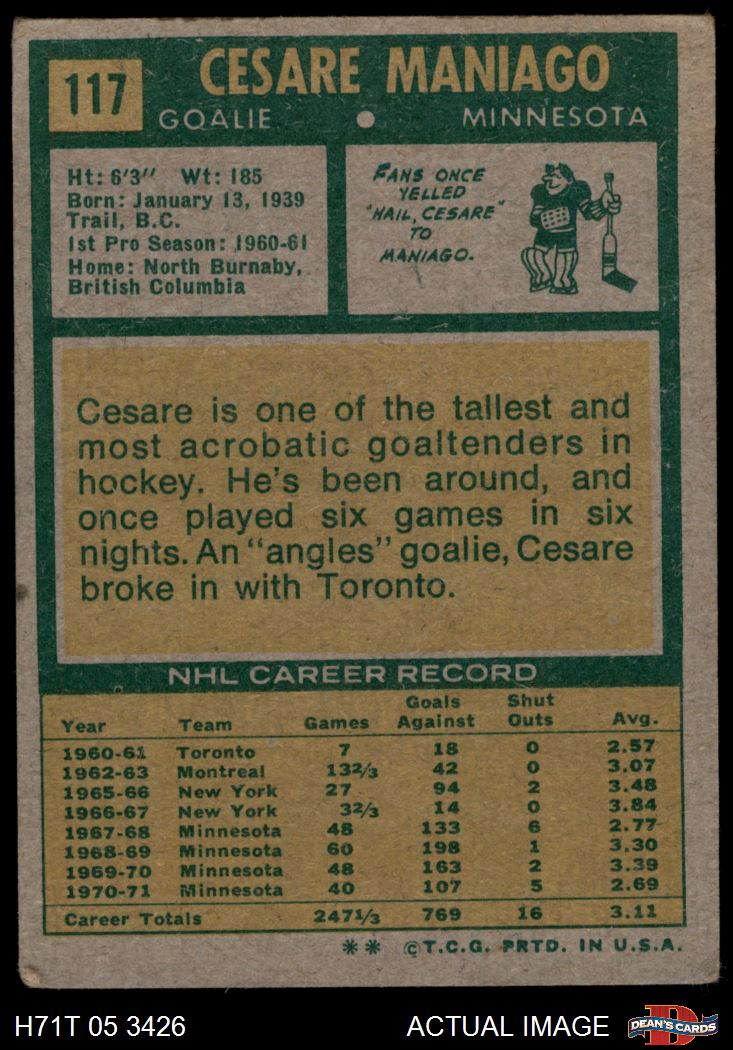 117
CESARE MANIAGO
GOALIE • MINNESOTA
Ht: 6'3" Wt: 185
Born: January 13, 1939
Trail, B.C.
1st Pro Season: 1960-61
Home: North Burnaby,
British Columbia
FANS ONCE
YELLED
"HAIL, CESARE"
TO
MANIAGO.
Cesare is one of the tallest and
most acrobatic goaltenders in
hockey. He's been around, and
once played six games in six
nights. An "angles" goalie, Cesare
broke in with Toronto.
NHL CAREER RECORD
Year Team Games Goals Against Shut Outs Avg.
1960-61 Toronto 7 18 0 2.57
1962-63 Montreal 132/3 42 0 3.07
1965-66 New York 27 94 2 3.48
1966-67 New York 32/3 14 0 3.84
1967-68 Minnesota 48 133 6 2.77
1968-69 Minnesota 60 198 1 3.30
1969-70 Minnesota 48 163 2 3.39
1970-71 Minnesota 40 107 5 2.69
Career Totals 2471/3 769 16 3.11
** © T.C.G. PRTD. IN U.S.A.
H71T 05 3426 ACTUAL IMAGE D DEAN'S CARDS